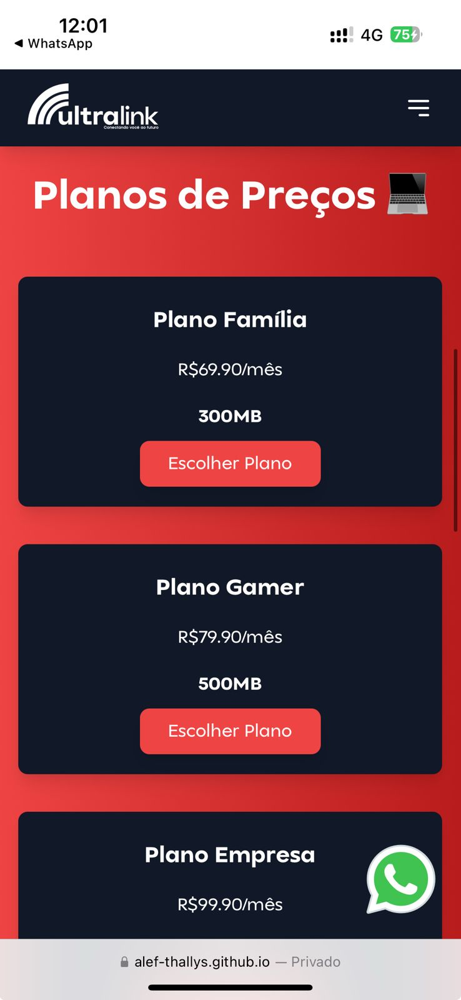 12:01
WhatsApp
4G
75
ultralink
Conectando você ao futuro
Planos de Preços
Plano Família
R$69.90/mês
300MB
Escolher Plano
Plano Gamer
R$79.90/mês
500MB
Escolher Plano
Plano Empresa
R$99.90/mês
alef-thallys.github.io — Privado